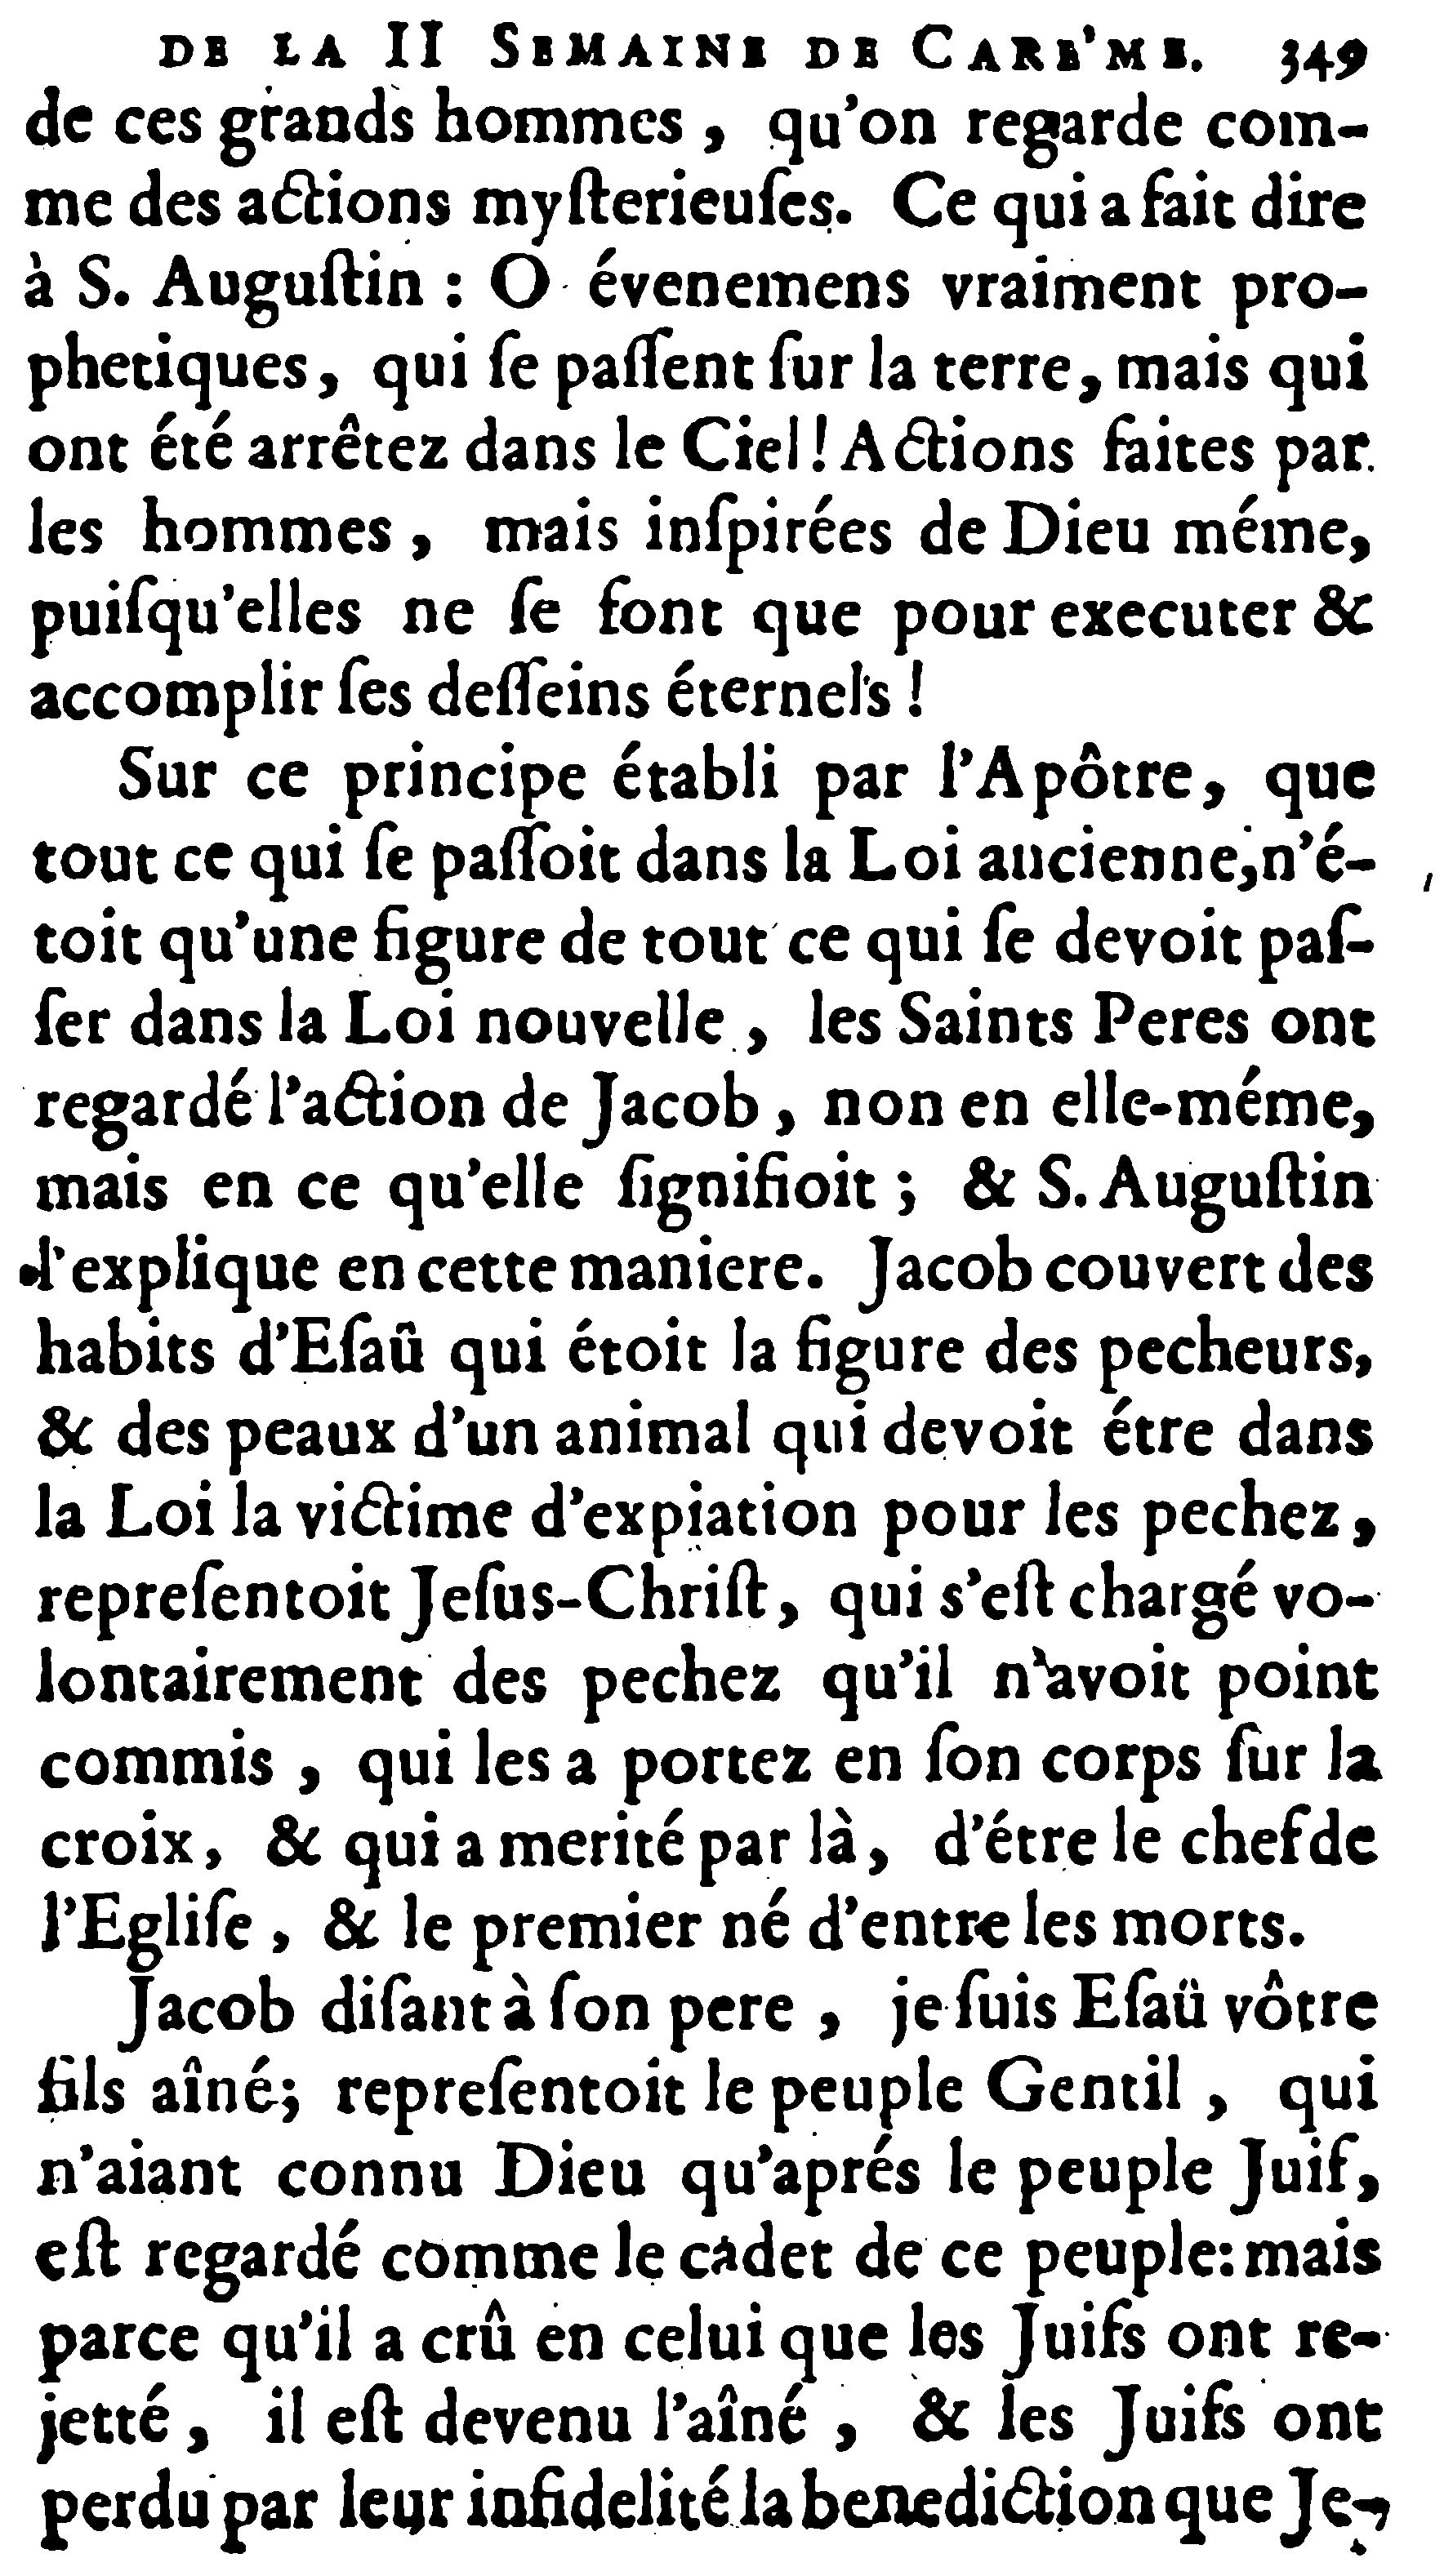 DE LA II SEMAINE DE CARE'ME. 349
de ces grands hommes, qu'on regarde com-
me des actions myſterieuſes. Ce qui a fait dire
à S. Auguſtin : O évenemens vraiment pro-
phetiques, qui ſe paſſent ſur la terre, mais qui
ont été arrêtez dans le Ciel! Actions faites par
les hommes, mais inſpirées de Dieu méme,
puiſqu'elles ne ſe font que pour executer &
accomplir ſes deſſeins éternels !
Sur ce principe établi par l'Apôtre, que
tout ce qui ſe paſſoit dans la Loi ancienne, n'é-
toit qu'une figure de tout ce qui ſe devoit paſ-
ſer dans la Loi nouvelle, les Saints Peres ont
regardé l'action de Jacob, non en elle-méme,
mais en ce qu'elle ſignifioit ; & S. Auguſtin
l'explique en cette maniere. Jacob couvert des
habits d'Eſaû qui étoit la figure des pecheurs,
& des peaux d'un animal qui devoit étre dans
la Loi la victime d'expiation pour les pechez,
repreſentoit Jeſus-Chriſt, qui s'eſt chargé vo-
lontairement des pechez qu'il n'avoit point
commis, qui les a portez en ſon corps ſur la
croix, & qui a merité par là, d'étre le chef de
l'Egliſe, & le premier né d'entre les morts.
Jacob diſant à ſon pere, je ſuis Eſaü vôtre
fils aîné; repreſentoit le peuple Gentil, qui
n'aiant connu Dieu qu'aprés le peuple Juif,
eſt regardé comme le cadet de ce peuple: mais
parce qu'il a crû en celui que les Juifs ont re-
jetté, il eſt devenu l'aîné, & les Juifs ont
perdu par leur infidelité la benediction que Je-